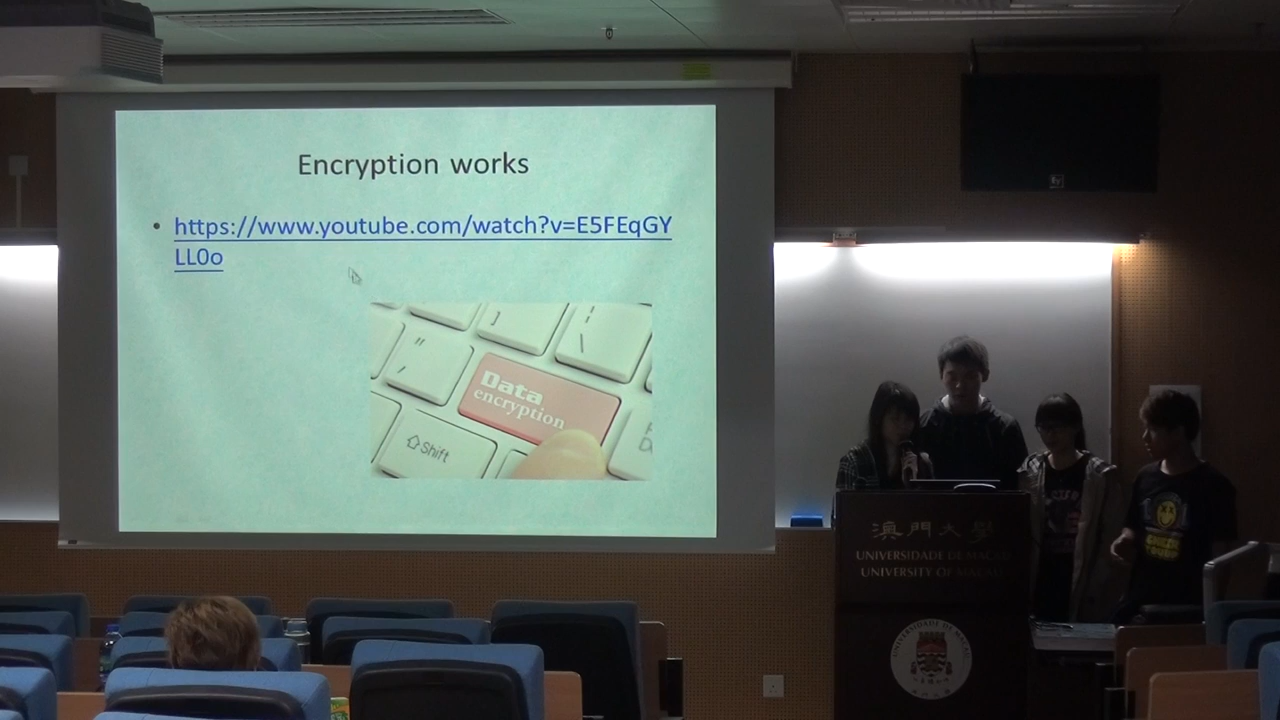 Encryption works
• https://www.youtube.com/watch?v=E5FEqGY
LL0o
Data
encryption
Shift
澳門大學
UNIVERSIDADE DE MACAU
UNIVERSITY OF MACAU